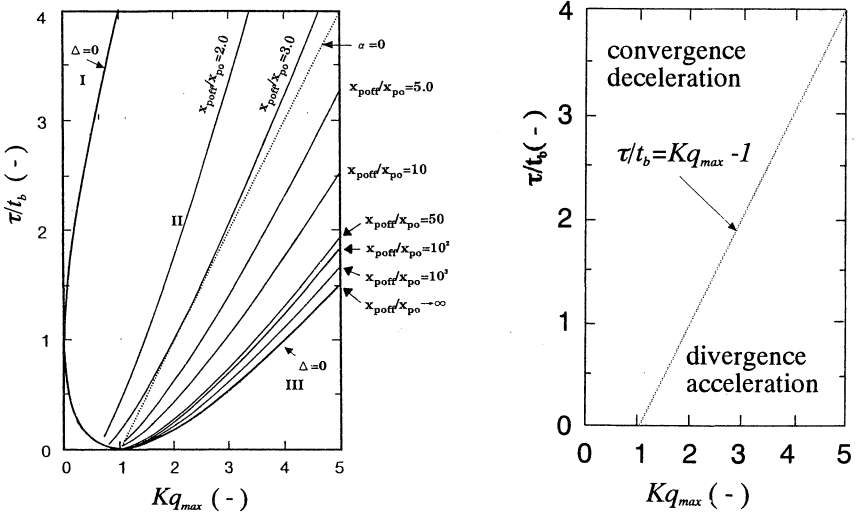 4
3
2
1
0
τ/t_b (-)
Δ=0
I
x_poff/x_po=2.0
x_poff/x_po=3.0
α=0
x_poff/x_po=5.0
x_poff/x_po=10
II
x_poff/x_po=50
x_poff/x_po=10²
x_poff/x_po=10³
x_poff/x_po→∞
Δ=0
III
0 1 2 3 4 5
Kq_max (-)
4
3
2
1
0
τ/t_b(-)
convergence
deceleration
τ/t_b=Kq_max -1
divergence
acceleration
0 1 2 3 4 5
Kq_max (-)